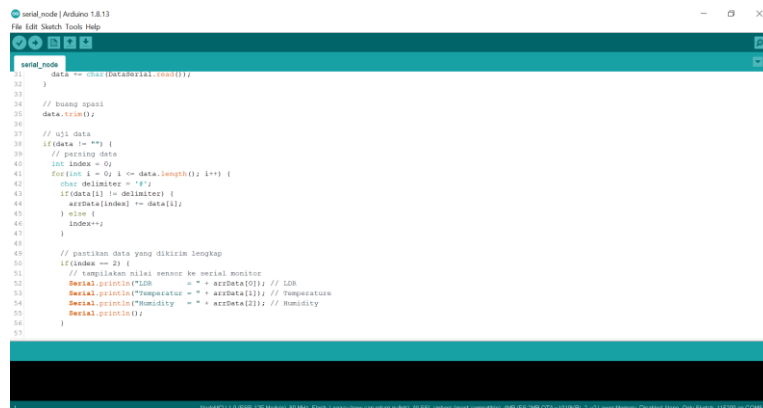 serial_node | Arduino 1.8.13
File Edit Sketch Tools Help
serial_node
31 data += char(DataSerial.read());
32 }
33
34 // buang spasi
35 data.trim();
36
37 // uji data
38 if(data != "") {
39 // parsing data
40 int index = 0;
41 for(int i = 0; i <= data.length(); i++) {
42 char delimiter = '#';
43 if(data[i] != delimiter) {
44 arrData[index] += data[i];
45 } else {
46 index++;
47 }
48
49 // pastikan data yang dikirim lengkap
50 if(index == 2) {
51 // tampilakan nilai sensor ke serial monitor
52 Serial.println("LDR = " + arrData[0]); // LDR
53 Serial.println("Temperatur = " + arrData[1]); // Temperature
54 Serial.println("Humidity = " + arrData[2]); // Humidity
55 Serial.println();
56 }
57